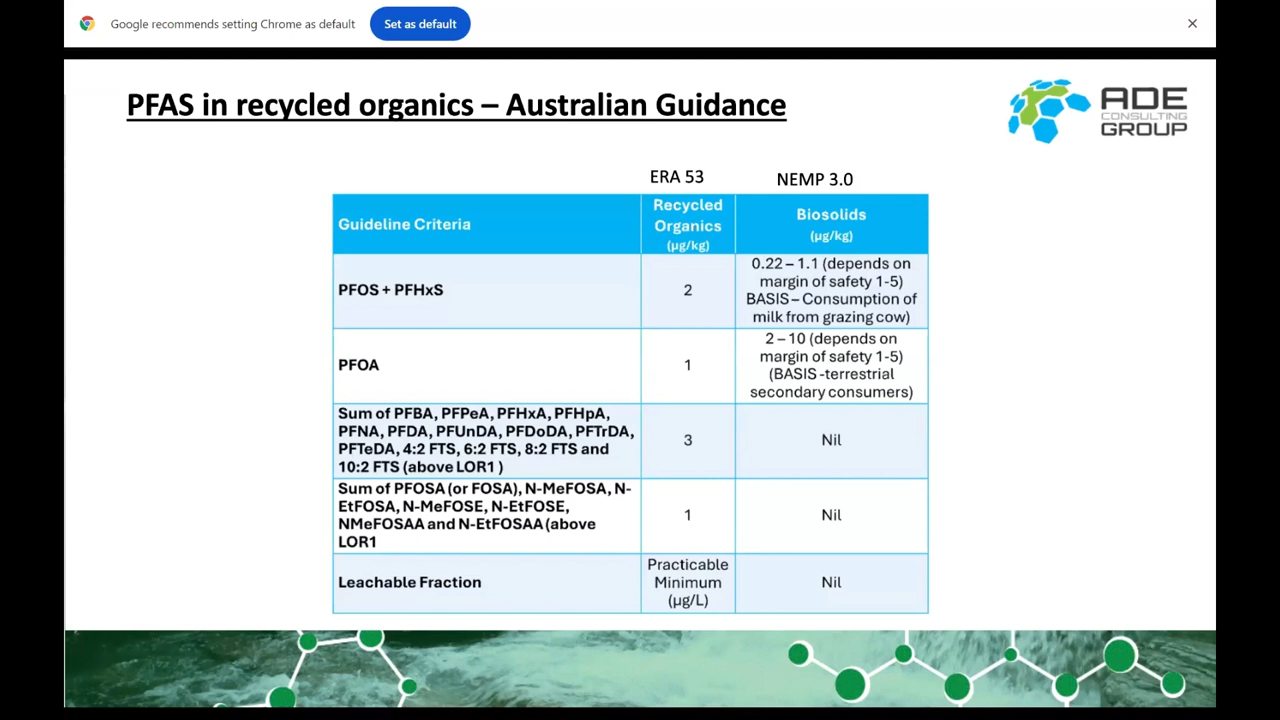 Google recommends setting Chrome as default
Set as default
PFAS in recycled organics – Australian Guidance
ADE
CONSULTING
GROUP
ERA 53
NEMP 3.0
Guideline Criteria
Recycled
Organics
(µg/kg)
Biosolids
(µg/kg)
PFOS + PFHxS
2
0.22 – 1.1 (depends on
margin of safety 1-5)
BASIS – Consumption of
milk from grazing cow)
PFOA
1
2 – 10 (depends on
margin of safety 1-5)
(BASIS -terrestrial
secondary consumers)
Sum of PFBA, PFPeA, PFHxA, PFHpA,
PFNA, PFDA, PFUnDA, PFDoDA, PFTrDA,
PFTeDA, 4:2 FTS, 6:2 FTS, 8:2 FTS and
10:2 FTS (above LOR1 )
3
Nil
Sum of PFOSA (or FOSA), N-MeFOSA, N-
EtFOSA, N-MeFOSE, N-EtFOSE,
NMeFOSAA and N-EtFOSAA (above
LOR1
1
Nil
Leachable Fraction
Practicable
Minimum
(µg/L)
Nil